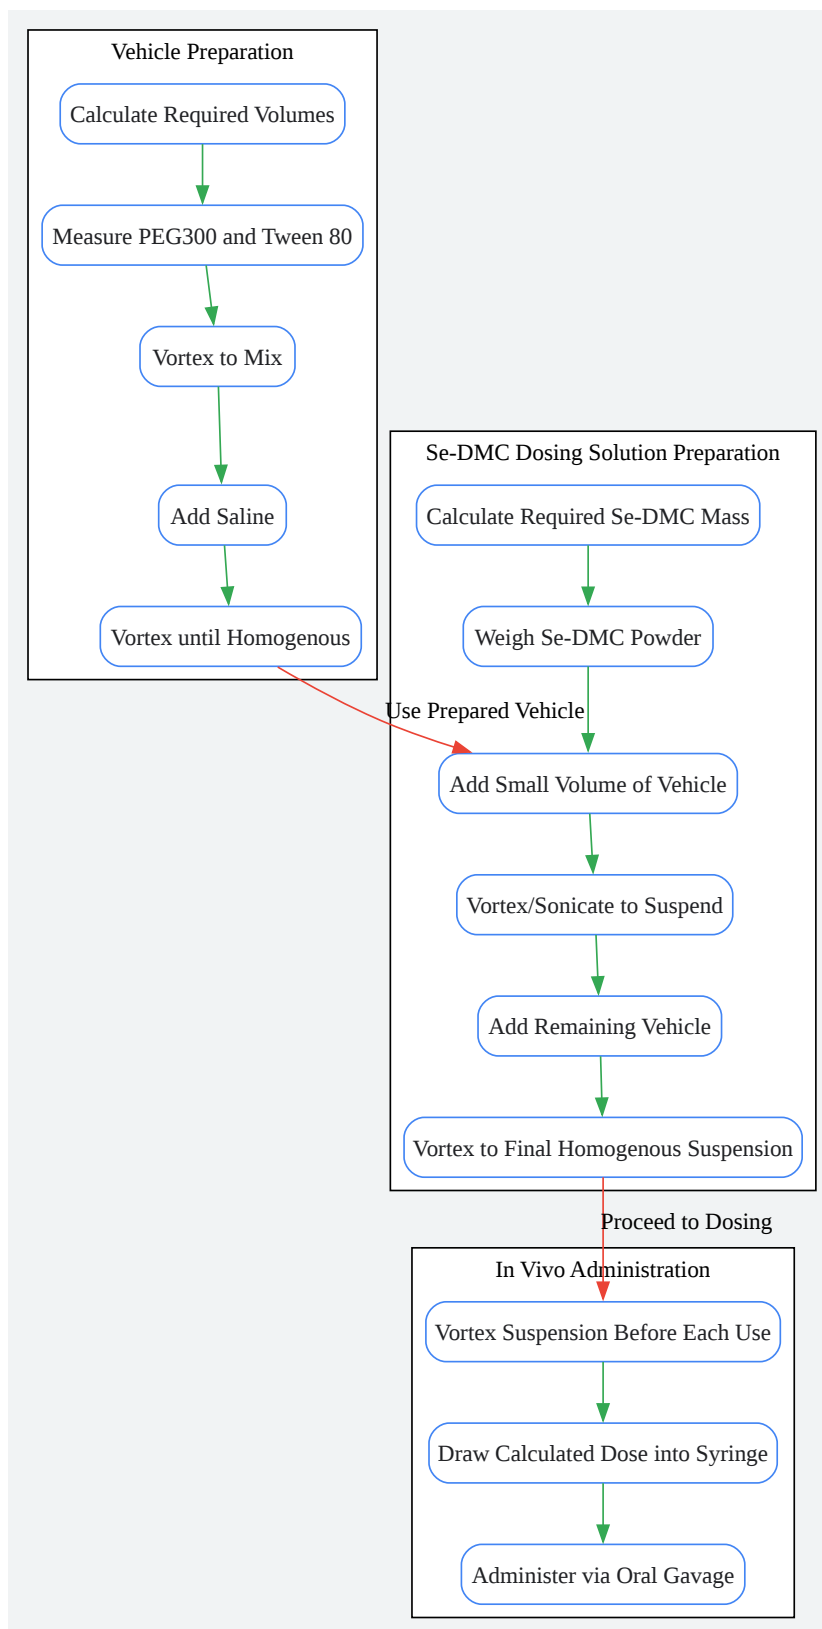 Vehicle Preparation
Calculate Required Volumes
Measure PEG300 and Tween 80
Vortex to Mix
Add Saline
Vortex until Homogenous
Se-DMC Dosing Solution Preparation
Calculate Required Se-DMC Mass
Weigh Se-DMC Powder
Use Prepared Vehicle
Add Small Volume of Vehicle
Vortex/Sonicate to Suspend
Add Remaining Vehicle
Vortex to Final Homogenous Suspension
Proceed to Dosing
In Vivo Administration
Vortex Suspension Before Each Use
Draw Calculated Dose into Syringe
Administer via Oral Gavage